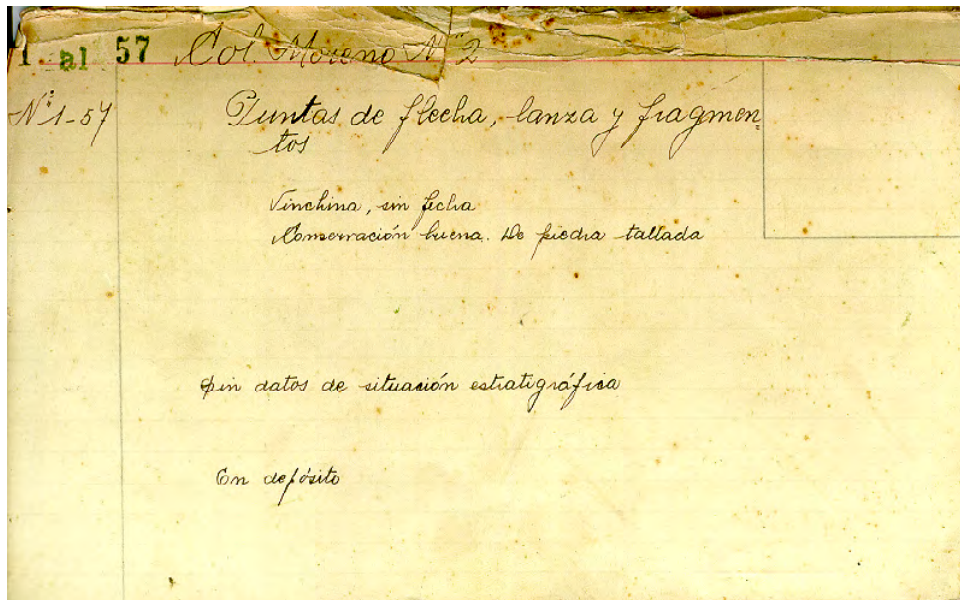 1 al 57 Col. Moreno Nº 2
Nº 1-57
Puntas de flecha, lanza y fragmen-
tos
Vinchina, sin fecha
Conservación buena. De piedra tallada
Sin datos de situación estratigráfica
En depósito